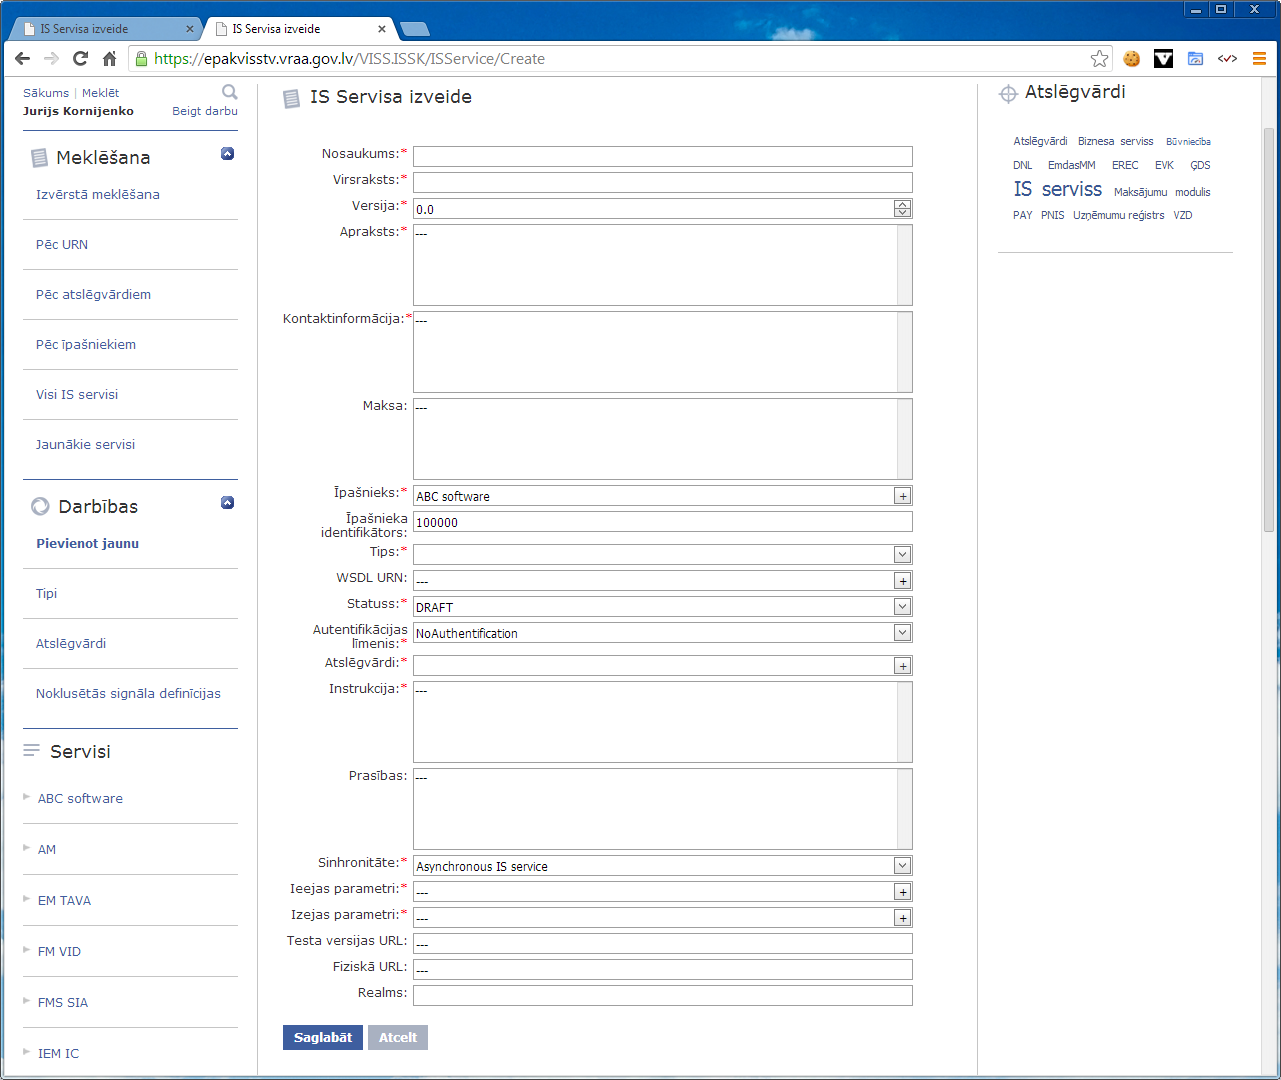 IS Servisa izveide
IS Servisa izveide
https://epakvisstv.vraa.gov.lv/VISS.ISSK/ISService/Create
Sākums | Meklēt
Jurijs Kornijenko Beigt darbu
Meklēšana
Izvērstā meklēšana
Pēc URN
Pēc atslēgvārdiem
Pēc īpašniekiem
Visi IS servisi
Jaunākie servisi
Darbības
Pievienot jaunu
Tipi
Atslēgvārdi
Noklusētās signāla definīcijas
Servisi
ABC software
AM
EM TAVA
FM VID
FMS SIA
IEM IC
IS Servisa izveide
Nosaukums:*
Virsraksts:*
Versija:* 0.0
Apraksts:* ---
Kontaktinformācija:* ---
Maksa: ---
Īpašnieks:* ABC software +
Īpašnieka
identifikātors: 100000
Tips:*
WSDL URN: --- +
Statuss:* DRAFT
Autentifikācijas
līmenis:* NoAuthentification
Atslēgvārdi:* +
Instrukcija:* ---
Prasības: ---
Sinhronitāte:* Asynchronous IS service
Ieejas parametri:* --- +
Izejas parametri:* --- +
Testa versijas URL: ---
Fiziskā URL: ---
Realms:
Saglabāt Atcelt
Atslēgvārdi
Atslēgvārdi Biznesa serviss Būvniecība
DNL EmdasMM EREC EVK ĢDS
IS serviss Maksājumu modulis
PAY PNIS Uzņēmumu reģistrs VZD